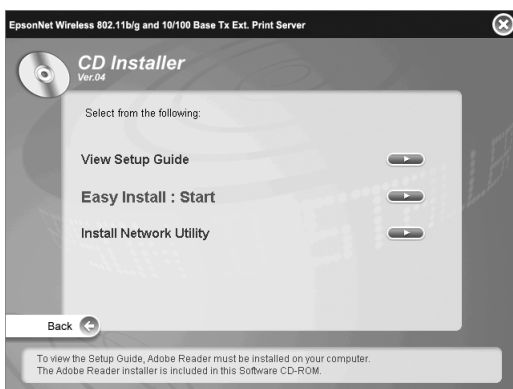 EpsonNet Wireless 802.11b/g and 10/100 Base Tx Ext. Print Server
CD Installer
Ver.04
Select from the following:
View Setup Guide
Easy Install : Start
Install Network Utility
Back
To view the Setup Guide, Adobe Reader must be installed on your computer.
The Adobe Reader installer is included in this Software CD-ROM.